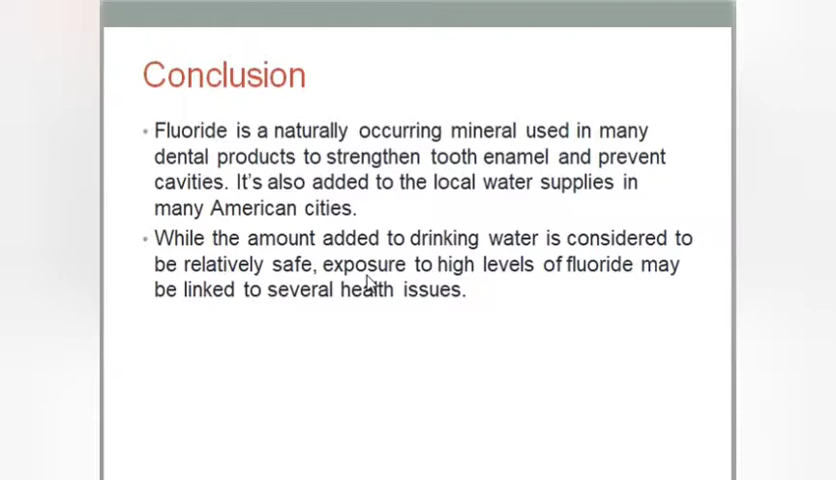 Conclusion
• Fluoride is a naturally occurring mineral used in many
dental products to strengthen tooth enamel and prevent
cavities. It's also added to the local water supplies in
many American cities.
• While the amount added to drinking water is considered to
be relatively safe, exposure to high levels of fluoride may
be linked to several health issues.